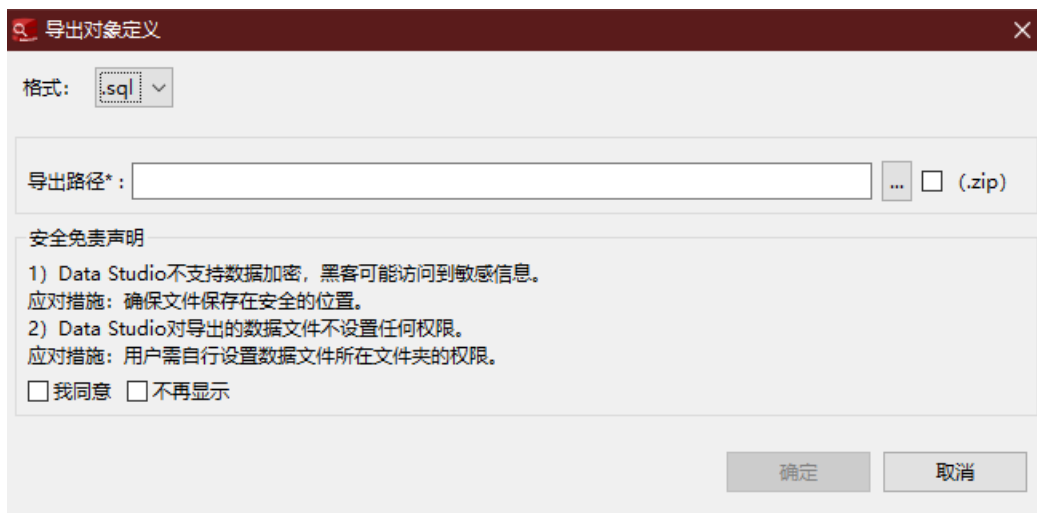 导出对象定义
格式： .sql
导出路径*： ... (.zip)
安全免责声明
1）Data Studio不支持数据加密，黑客可能访问到敏感信息。
应对措施：确保文件保存在安全的位置。
2）Data Studio对导出的数据文件不设置任何权限。
应对措施：用户需自行设置数据文件所在文件夹的权限。
我同意 不再显示
确定 取消